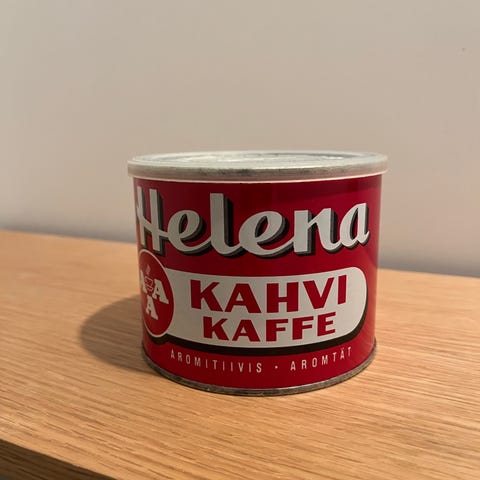 Helena
A A
A
KAHVI
KAFFE
AROMITIIVIS · AROMTÄT